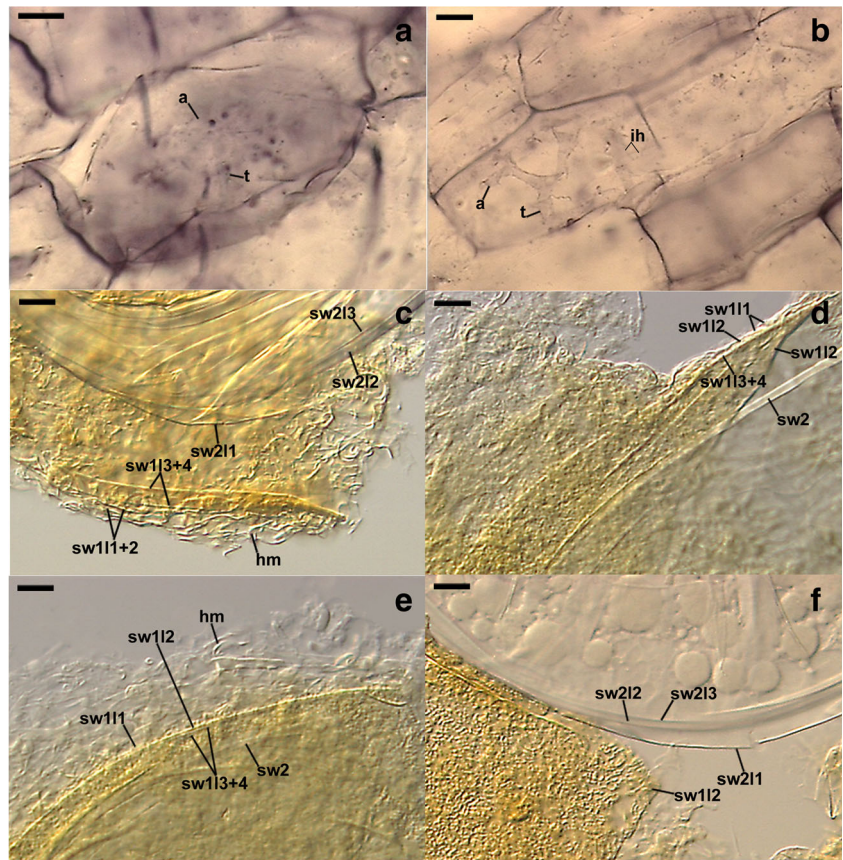 a
a
t
b
ih
a
t
c
sw2l3
sw2l2
sw2l1
sw1l3+4
sw1l1+2
hm
d
sw1l1
sw1l2
sw1l2
sw1l3+4
sw2
e
hm
sw1l2
sw1l1
sw2
sw1l3+4
f
sw2l2
sw2l3
sw2l1
sw1l2